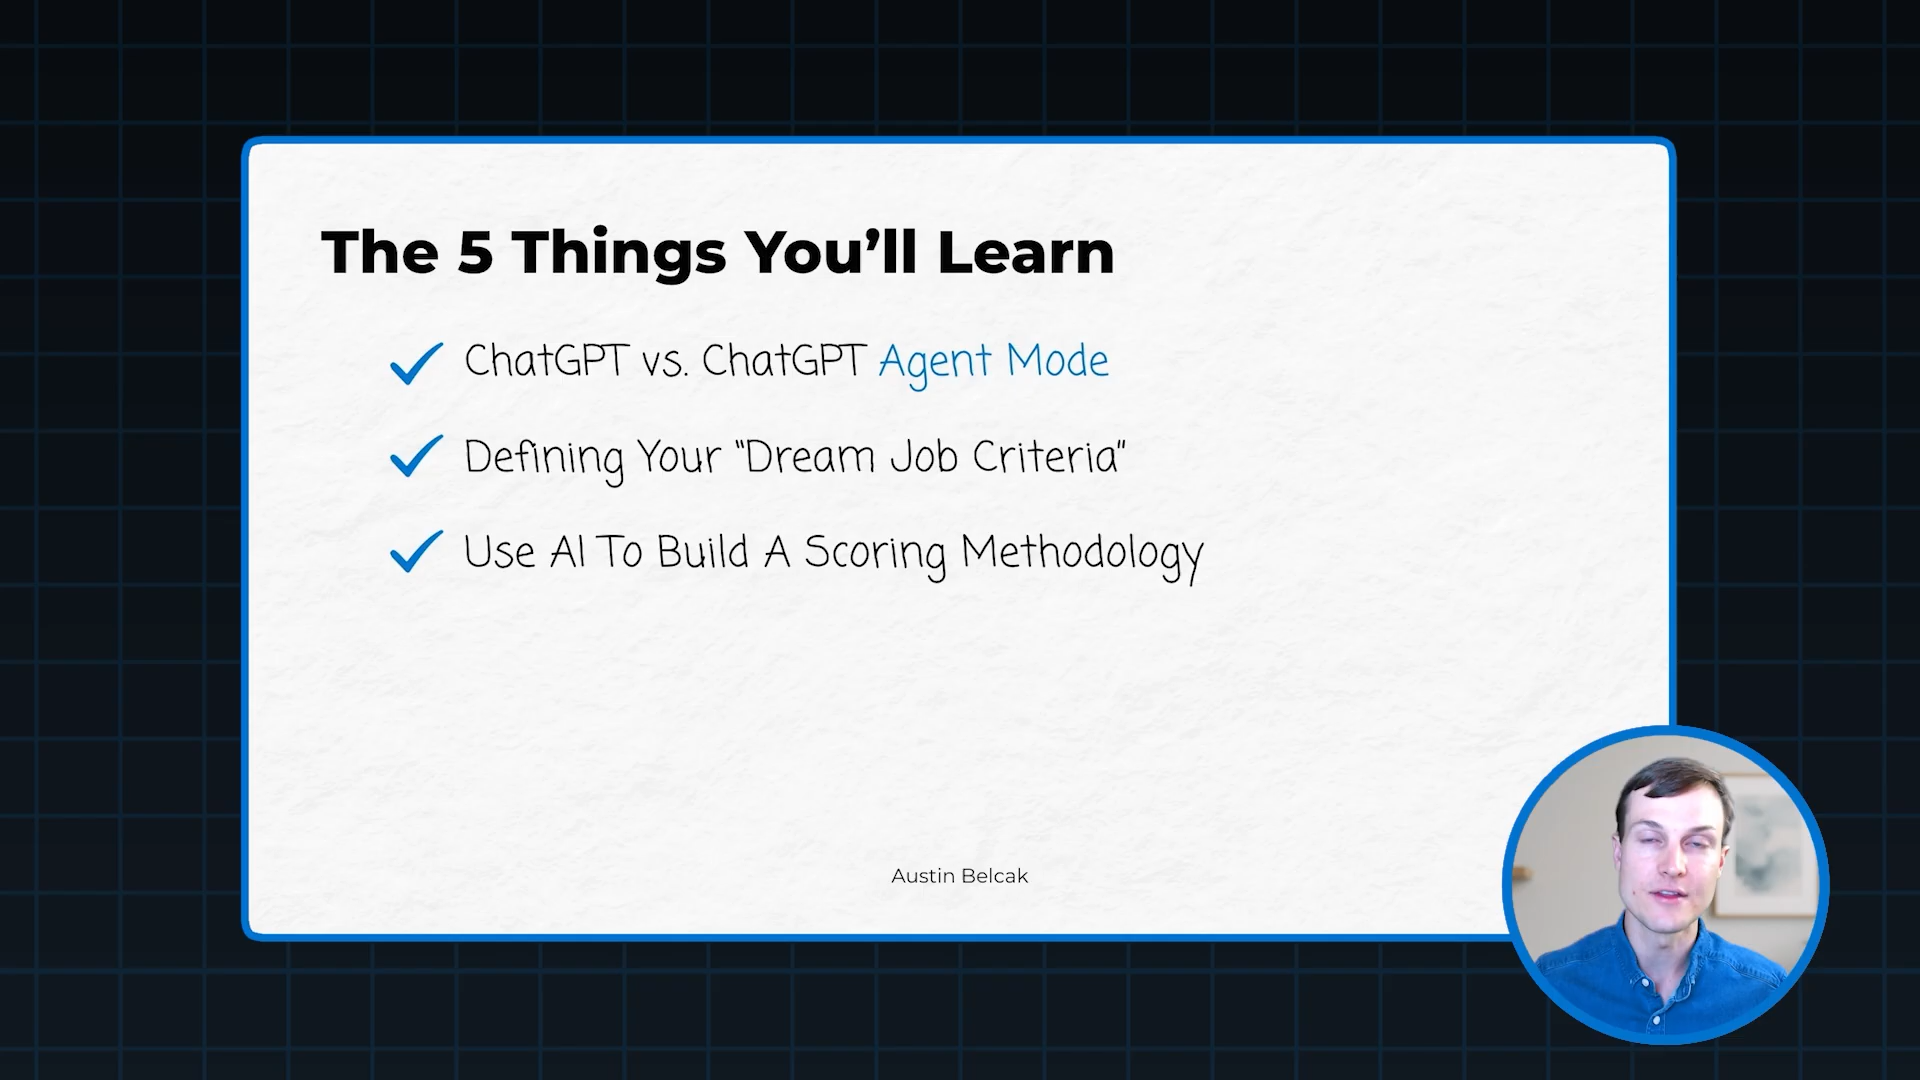 The 5 Things You’ll Learn
ChatGPT vs. ChatGPT Agent Mode
Defining Your "Dream Job Criteria"
Use AI To Build A Scoring Methodology
Austin Belcak